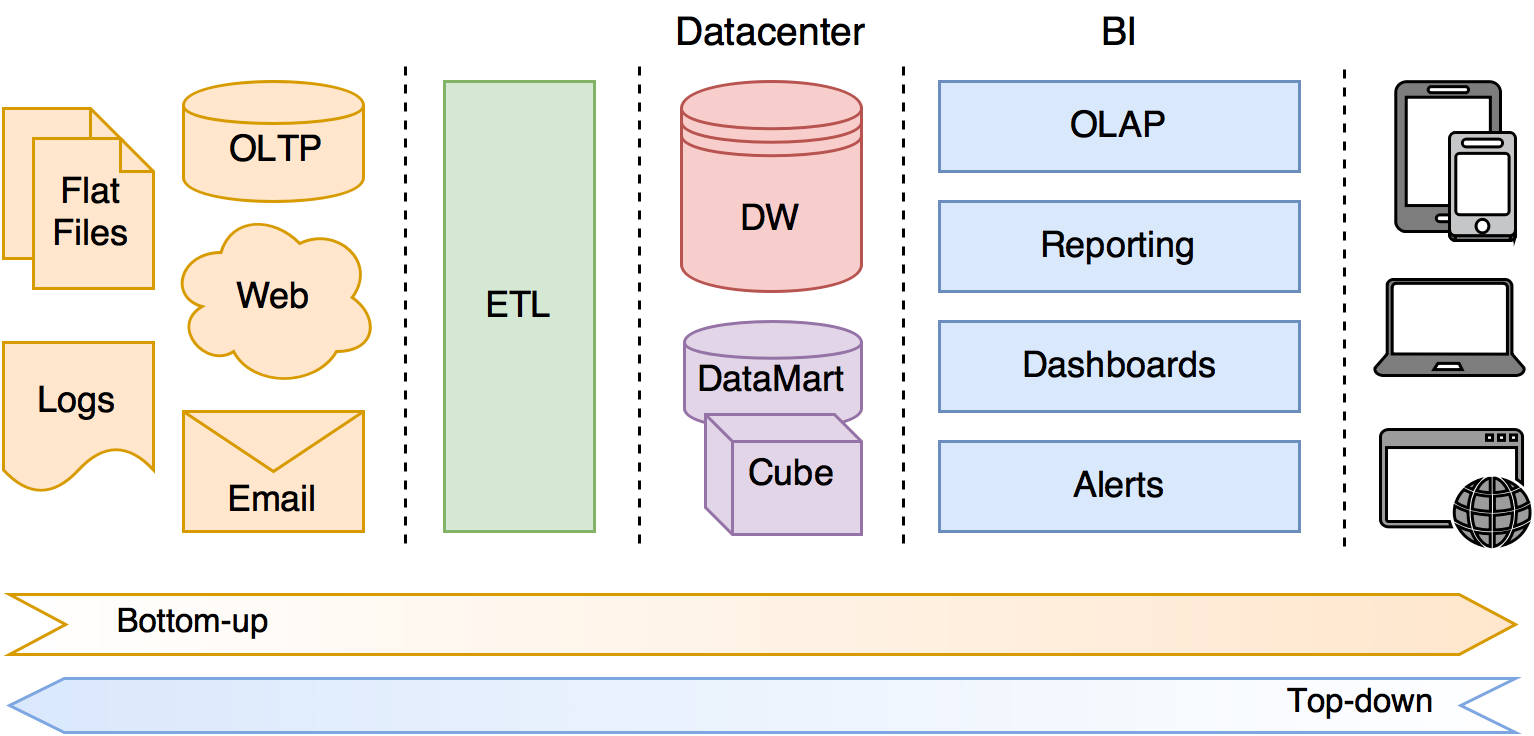 Datacenter
BI
Flat
Files
OLTP
Web
Logs
Email
ETL
DW
DataMart
Cube
OLAP
Reporting
Dashboards
Alerts
Bottom-up
Top-down